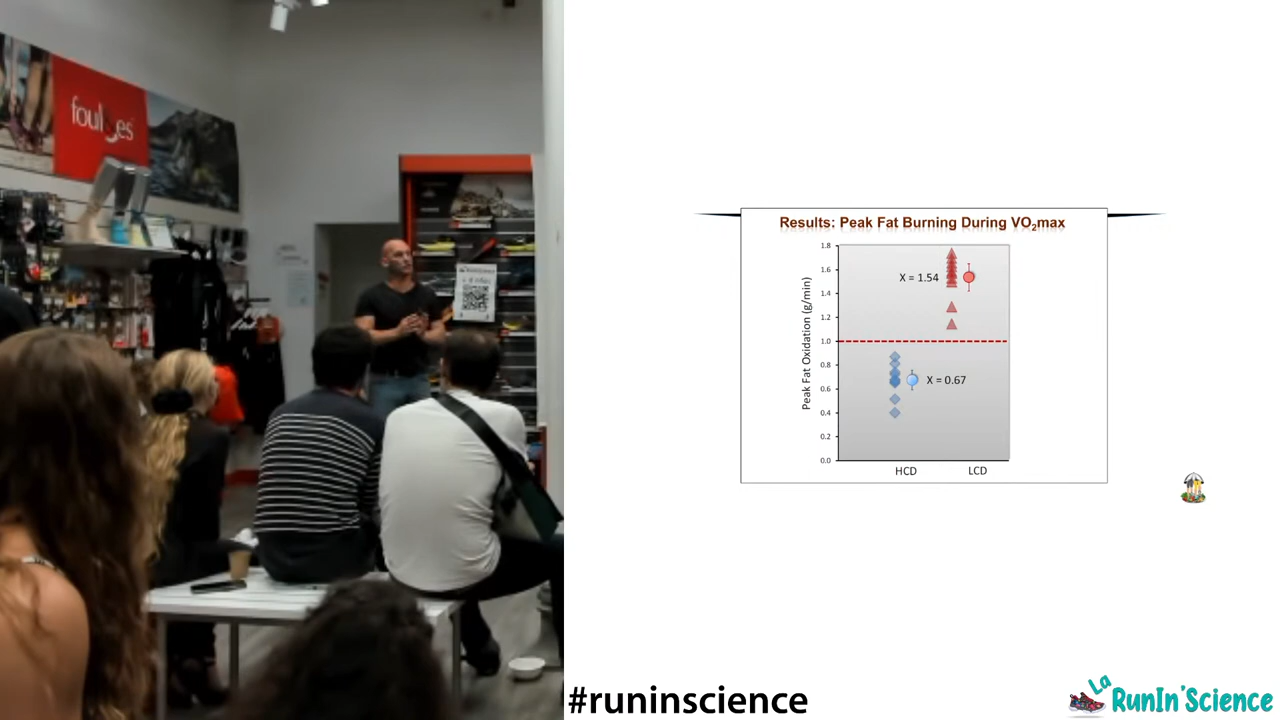 foulées
Results: Peak Fat Burning During VO2max
1.8
1.6
1.4
1.2
1.0
0.8
0.6
0.4
0.2
0.0
Peak Fat Oxidation (g/min)
X = 1.54
X = 0.67
HCD
LCD
#runinscience
La
RunIn'Science